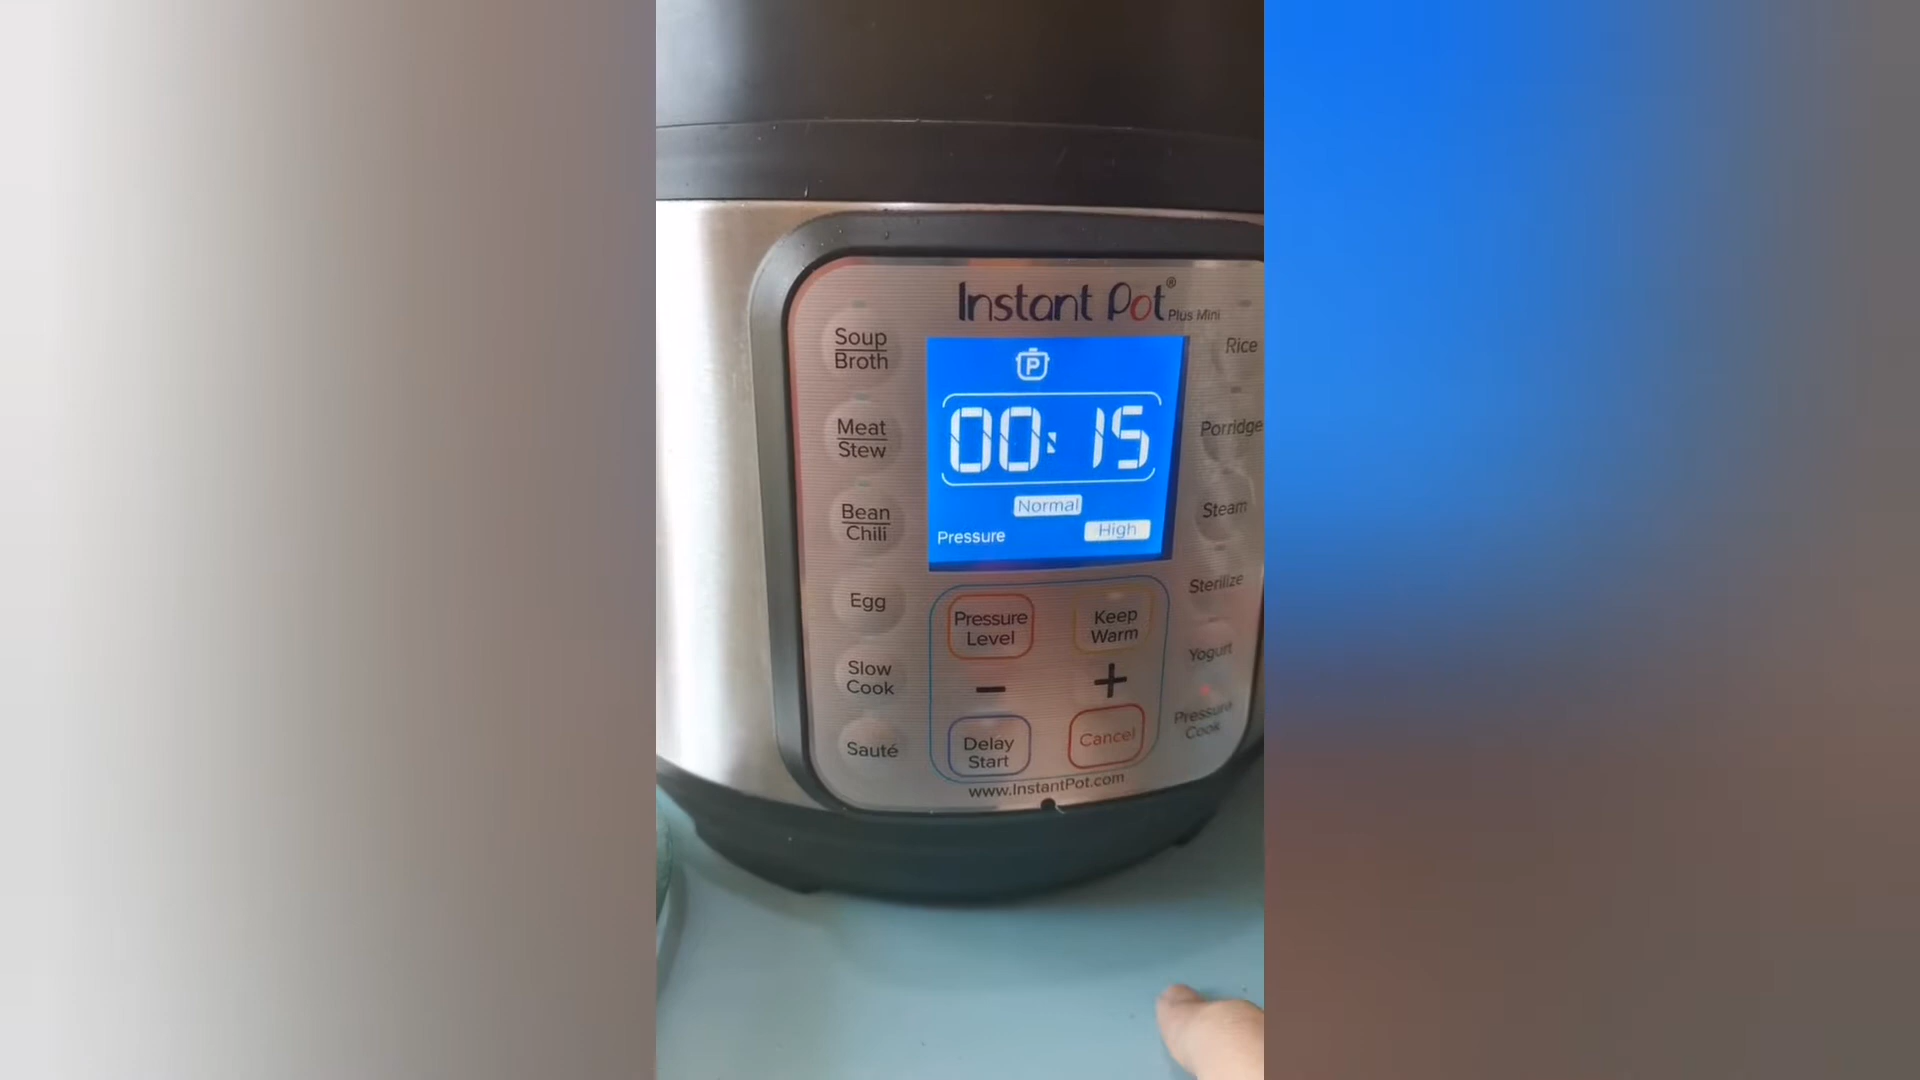 Instant Pot®
Plus Mini
Soup
Broth
Meat
Stew
Bean
Chili
Egg
Slow
Cook
Sauté
P
00:15
Normal
Pressure
High
Pressure
Level
Keep
Warm
− +
Delay
Start
Cancel
www.InstantPot.com
Rice
Porridge
Steam
Sterilize
Yogurt
Pressure
Cook